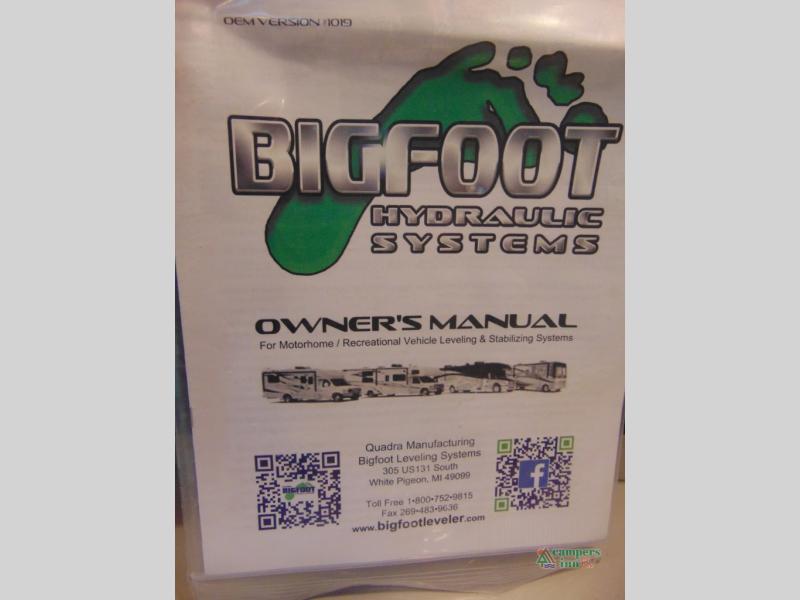 OEM VERSION #1019
BIGFOOT
HYDRAULIC
SYSTEMS
OWNER'S MANUAL
For Motorhome / Recreational Vehicle Leveling & Stabilizing Systems
Quadra Manufacturing
Bigfoot Leveling Systems
305 US131 South
White Pigeon, MI 49099
Toll Free 1•800•752•9815
Fax 269•483•9636
www.bigfootleveler.com
BIGFOOT
f
campers
inn RV